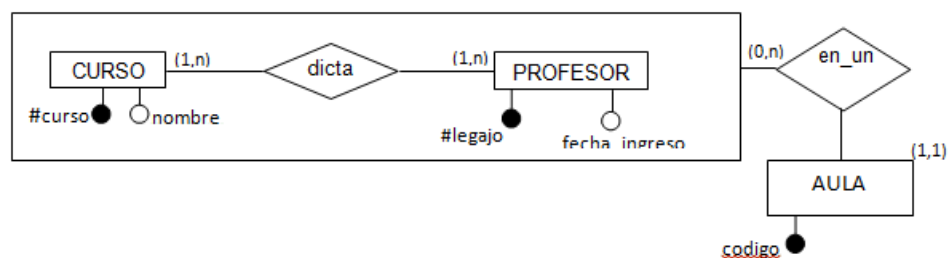 CURSO
(1,n)
dicta
(1,n)
PROFESOR
(0,n)
en_un
#curso
nombre
#legajo
fecha_ingreso
(1,1)
AULA
codigo